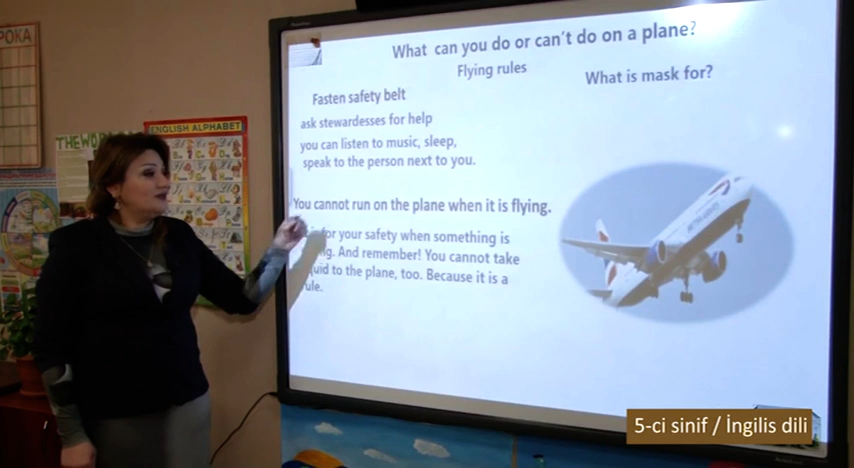 What can you do or can't do on a plane?
Flying rules
What is mask for?
Fasten safety belt
ask stewardesses for help
you can listen to music, sleep,
speak to the person next to you.
You cannot run on the plane when it is flying.
for your safety when something is
And remember! You cannot take
to the plane, too. Because it is a
ENGLISH ALPHABET
5-ci sinif / İngilis dili